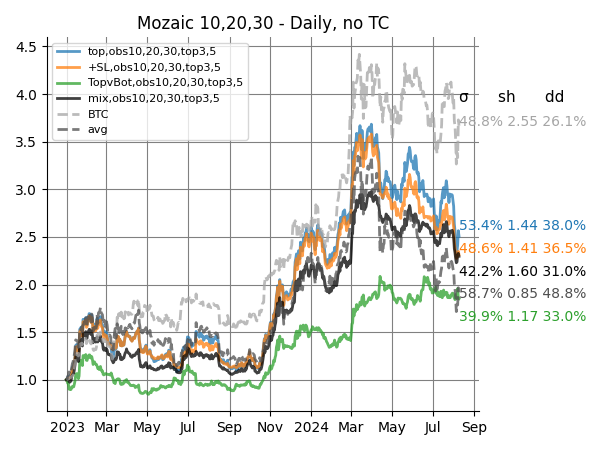 Mozaic 10,20,30 - Daily, no TC
top,obs10,20,30,top3,5
+SL,obs10,20,30,top3,5
TopvBot,obs10,20,30,top3,5
mix,obs10,20,30,top3,5
BTC
avg
4.5
4.0
3.5
3.0
2.5
2.0
1.5
1.0
σ sh dd
48.8% 2.55 26.1%
53.4% 1.44 38.0%
48.6% 1.41 36.5%
42.2% 1.60 31.0%
58.7% 0.85 48.8%
39.9% 1.17 33.0%
2023 Mar May Jul Sep Nov 2024 Mar May Jul Sep